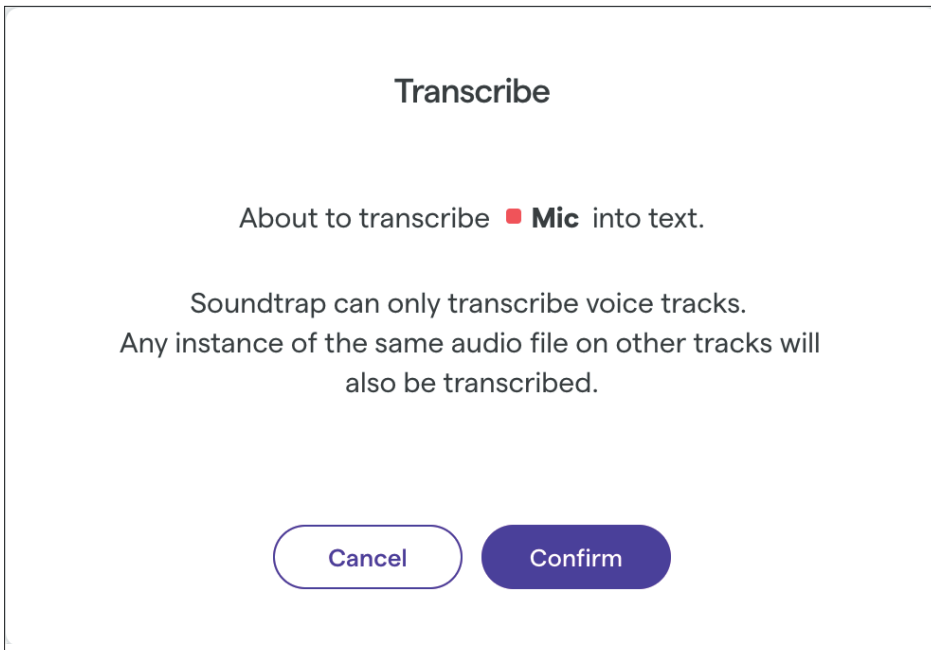 Transcribe
About to transcribe Mic into text.
Soundtrap can only transcribe voice tracks.
Any instance of the same audio file on other tracks will
also be transcribed.
Cancel Confirm